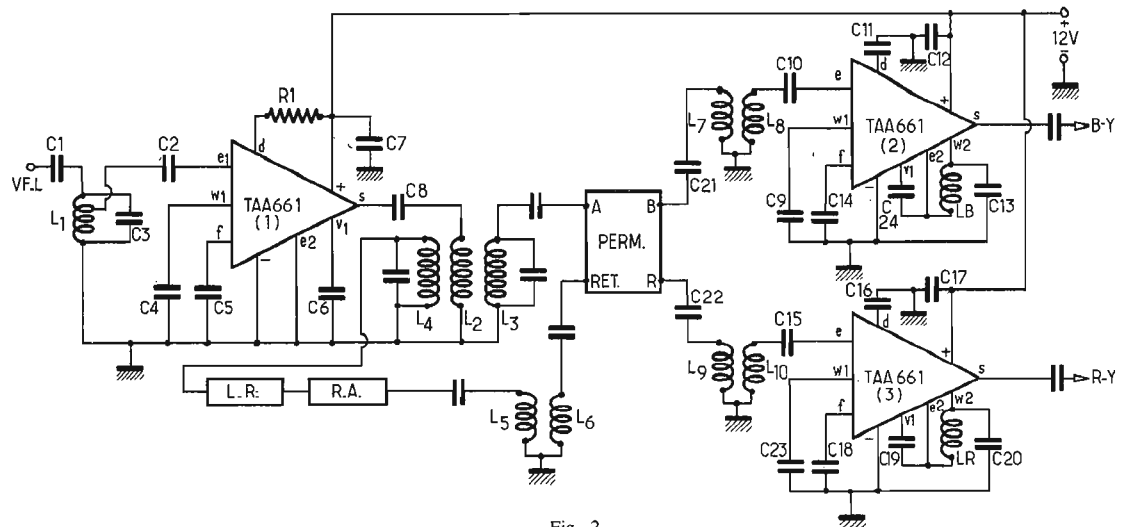 VF.L
C1
L1
C3
C2
C4
C5
R1
d
e1
w1
f
TAA661
(1)
+
s
v1
e2
-
C6
C7
C8
L4
L2
L3
L.R.
R.A.
L5
L6
A
B
PERM.
RET.
R
C21
C22
L7
L8
C10
C11
C12
d
e
w1
f
TAA661
(2)
+
s
w2
e2
v1
-
C9
C14
C
24
LB
C13
B-Y
+
12V
-
L9
L10
C15
C16
C17
d
e
w1
f
TAA661
(3)
+
s
w2
e2
v1
-
C23
C18
C19
LR
C20
R-Y
Fig. 2